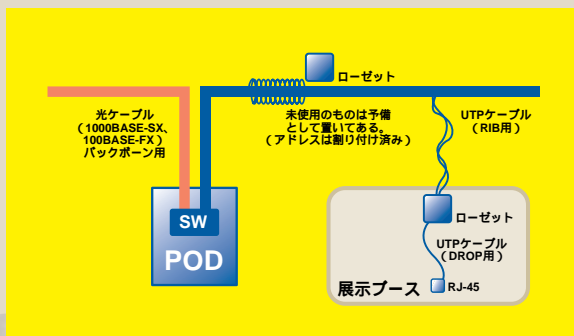 ローゼット
光ケーブル
（1000BASE-SX、
100BASE-FX）
バックボーン用
未使用のものは予備
として置いてある。
（アドレスは割り付け済み）
UTPケーブル
（RIB用）
SW
POD
ローゼット
UTPケーブル
（DROP用）
展示ブース
RJ-45